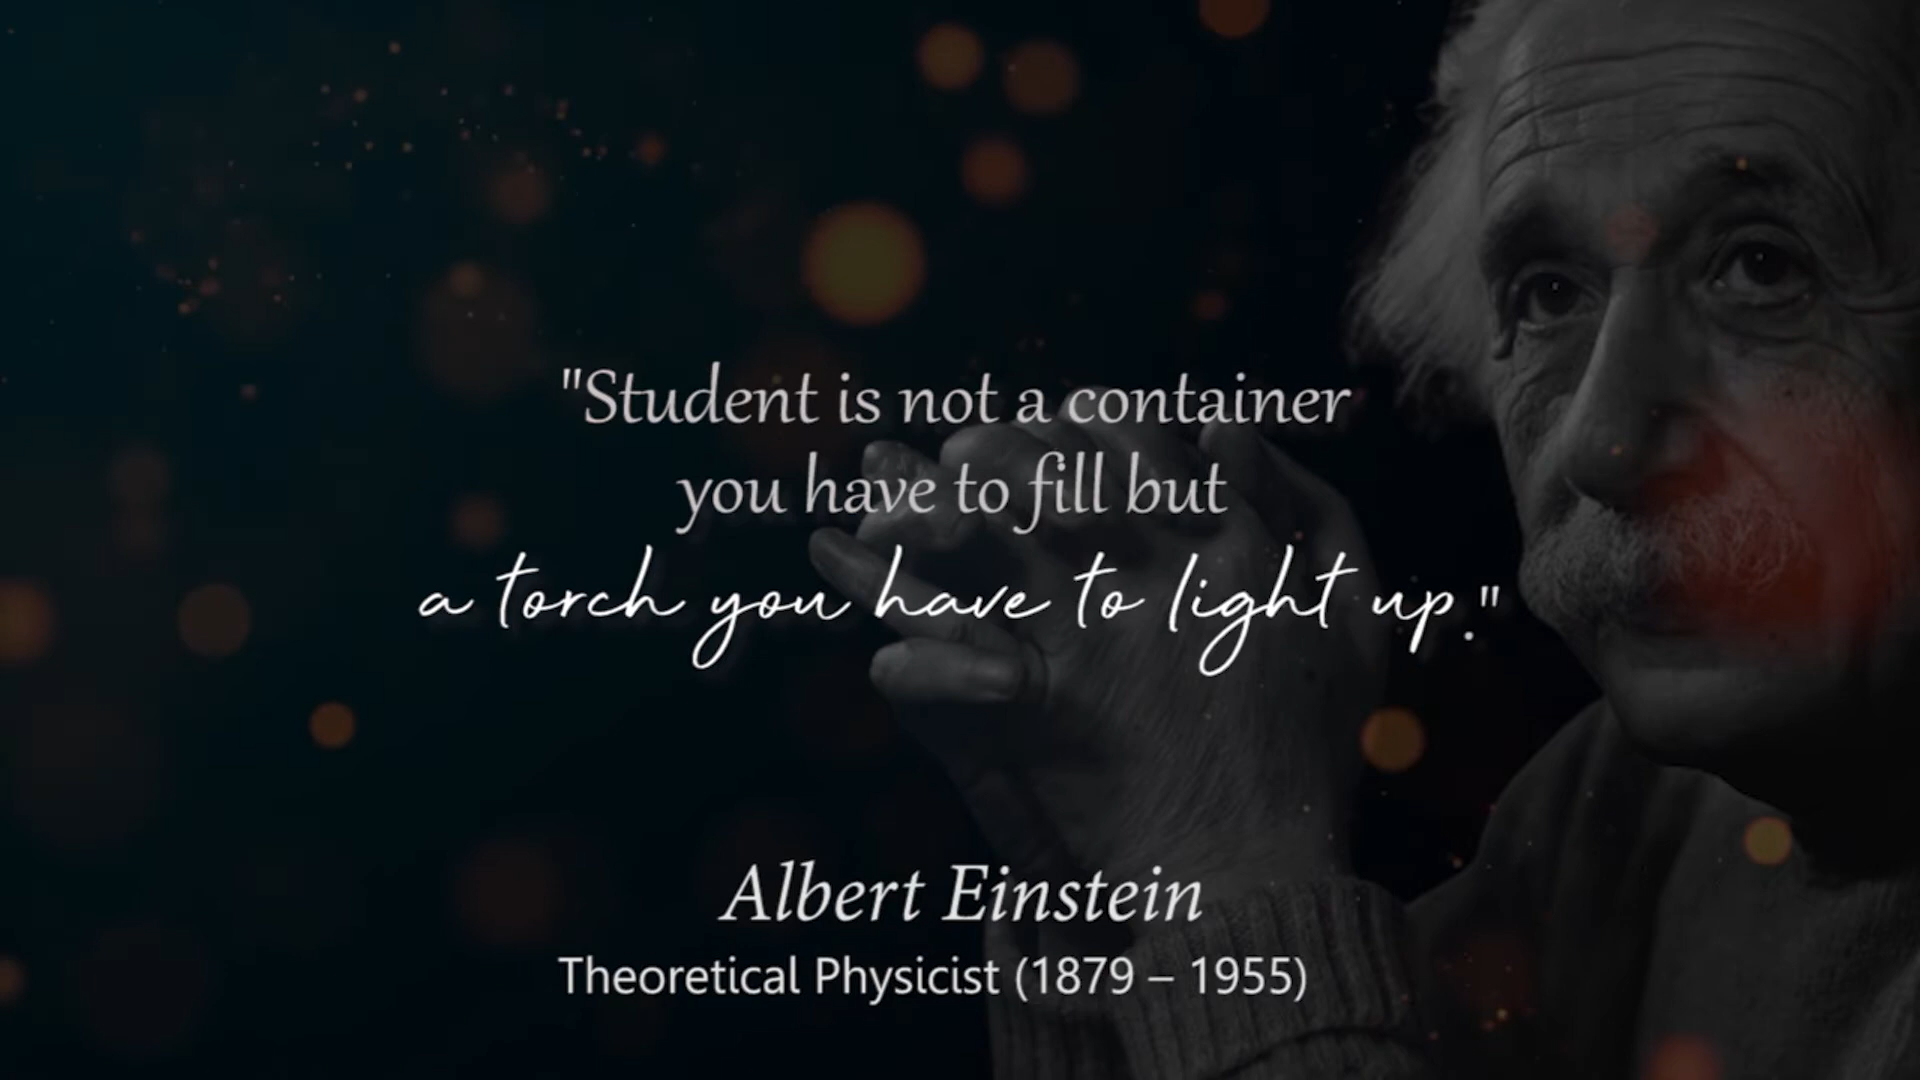 "Student is not a container
you have to fill but
a torch you have to light up."
Albert Einstein
Theoretical Physicist (1879 – 1955)